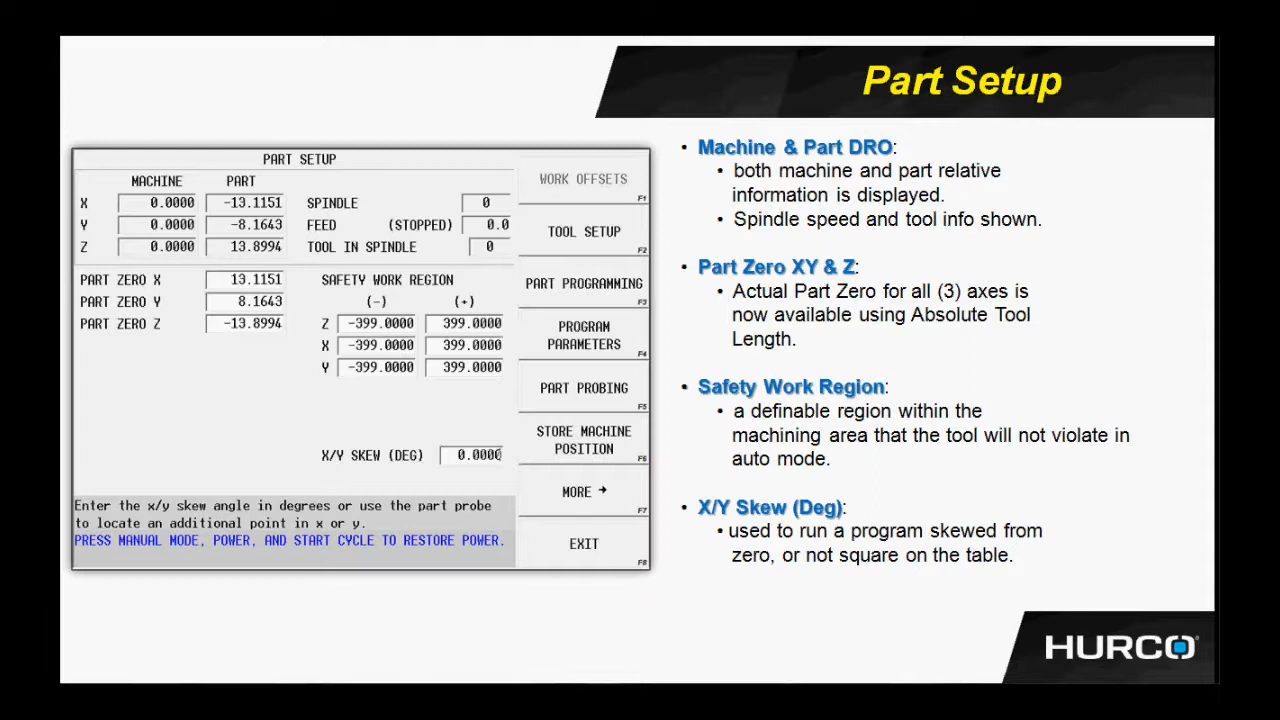 Part Setup
PART SETUP
MACHINE PART
X 0.0000 -13.1151 SPINDLE 0
Y 0.0000 -8.1643 FEED (STOPPED) 0.0
Z 0.0000 13.8994 TOOL IN SPINDLE 0
PART ZERO X 13.1151 SAFETY WORK REGION
PART ZERO Y 8.1643 (-) (+)
PART ZERO Z -13.8994 Z -399.0000 399.0000
X -399.0000 399.0000
Y -399.0000 399.0000
X/Y SKEW (DEG) 0.0000
Enter the x/y skew angle in degrees or use the part probe
to locate an additional point in x or y.
PRESS MANUAL MODE, POWER, AND START CYCLE TO RESTORE POWER.
WORK OFFSETS
F1
TOOL SETUP
F2
PART PROGRAMMING
F3
PROGRAM
PARAMETERS
F4
PART PROBING
F5
STORE MACHINE
POSITION
F6
MORE →
F7
EXIT
F8
• Machine & Part DRO:
• both machine and part relative
information is displayed.
• Spindle speed and tool info shown.
• Part Zero XY & Z:
• Actual Part Zero for all (3) axes is
now available using Absolute Tool
Length.
• Safety Work Region:
• a definable region within the
machining area that the tool will not violate in
auto mode.
• X/Y Skew (Deg):
• used to run a program skewed from
zero, or not square on the table.
HURCO